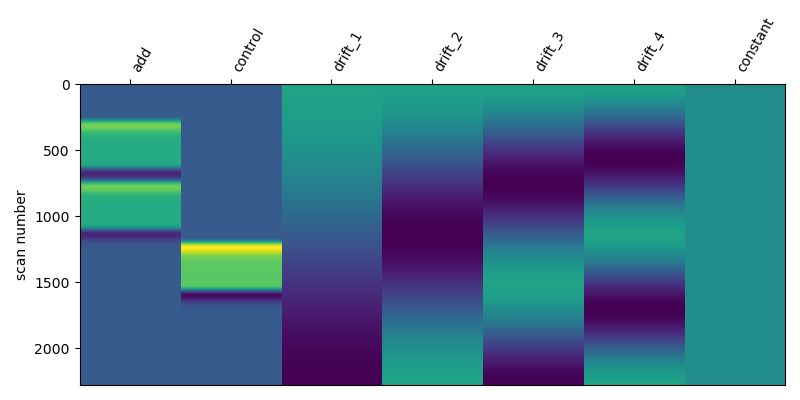 add control drift_1 drift_2 drift_3 drift_4 constant
0
500
1000
1500
2000
scan number